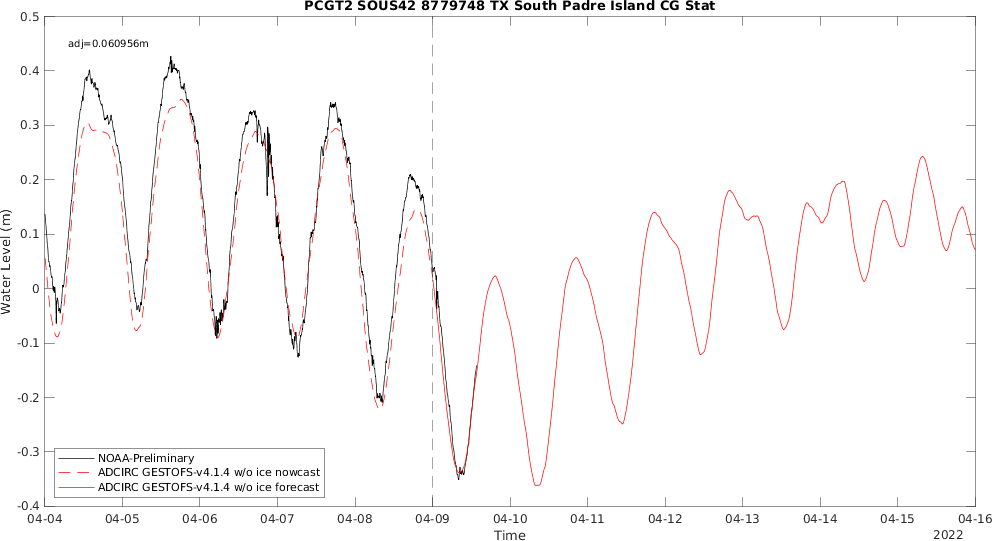 PCGT2 SOUS42 8779748 TX South Padre Island CG Stat
adj=0.060956m
0.5
0.4
0.3
0.2
0.1
0
-0.1
-0.2
-0.3
-0.4
Water Level (m)
NOAA-Preliminary
ADCIRC GESTOFS-v4.1.4 w/o ice nowcast
ADCIRC GESTOFS-v4.1.4 w/o ice forecast
04-04 04-05 04-06 04-07 04-08 04-09 04-10 04-11 04-12 04-13 04-14 04-15 04-16
Time
2022